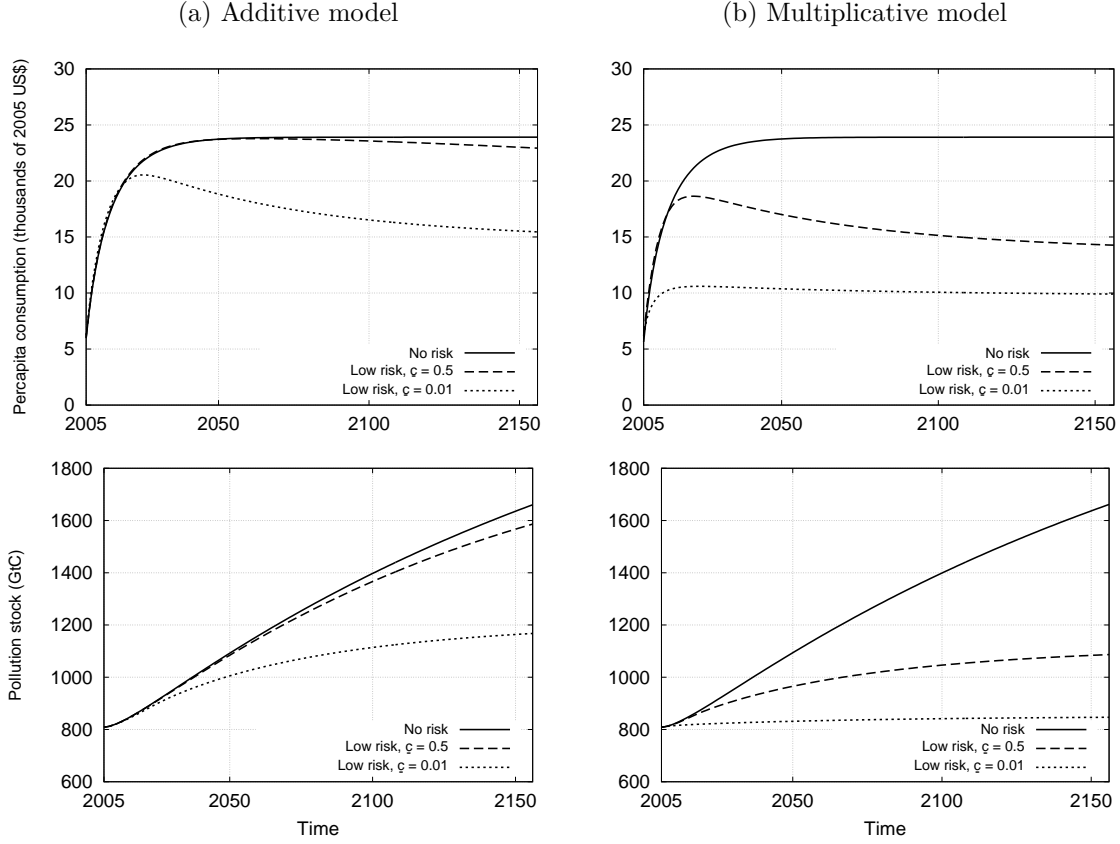 (a) Additive model
(b) Multiplicative model
Percapita consumption (thousands of 2005 US$)
30
25
20
15
10
5
0
2005 2050 2100 2150
No risk
Low risk, c̣ = 0.5
Low risk, c̣ = 0.01
30
25
20
15
10
5
0
2005 2050 2100 2150
No risk
Low risk, c̣ = 0.5
Low risk, c̣ = 0.01
Pollution stock (GtC)
1800
1600
1400
1200
1000
800
600
2005 2050 2100 2150
Time
No risk
Low risk, c̣ = 0.5
Low risk, c̣ = 0.01
1800
1600
1400
1200
1000
800
600
2005 2050 2100 2150
Time
No risk
Low risk, c̣ = 0.5
Low risk, c̣ = 0.01